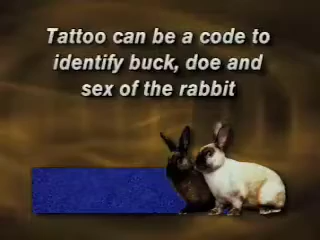 Tattoo can be a code to
identify buck, doe and
sex of the rabbit